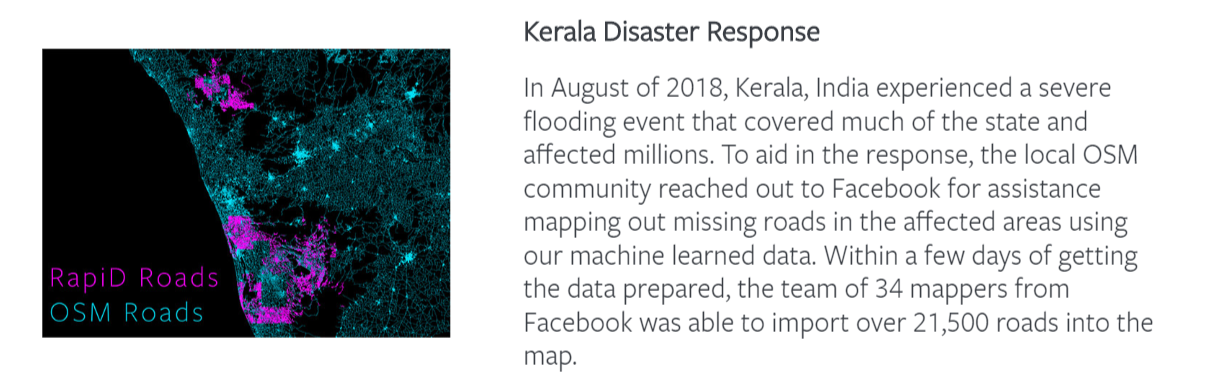 Kerala Disaster Response
In August of 2018, Kerala, India experienced a severe
flooding event that covered much of the state and
affected millions. To aid in the response, the local OSM
community reached out to Facebook for assistance
mapping out missing roads in the affected areas using
our machine learned data. Within a few days of getting
the data prepared, the team of 34 mappers from
Facebook was able to import over 21,500 roads into the
map.
RapiD Roads
OSM Roads